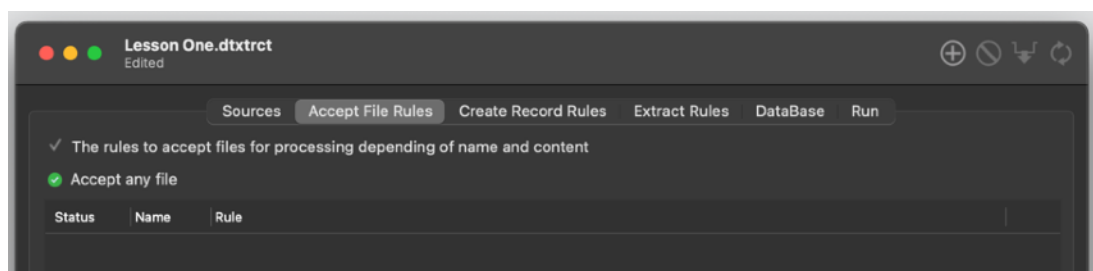 Lesson One.dtxtrct
Edited
Sources Accept File Rules Create Record Rules Extract Rules DataBase Run
The rules to accept files for processing depending of name and content
Accept any file
Status Name Rule